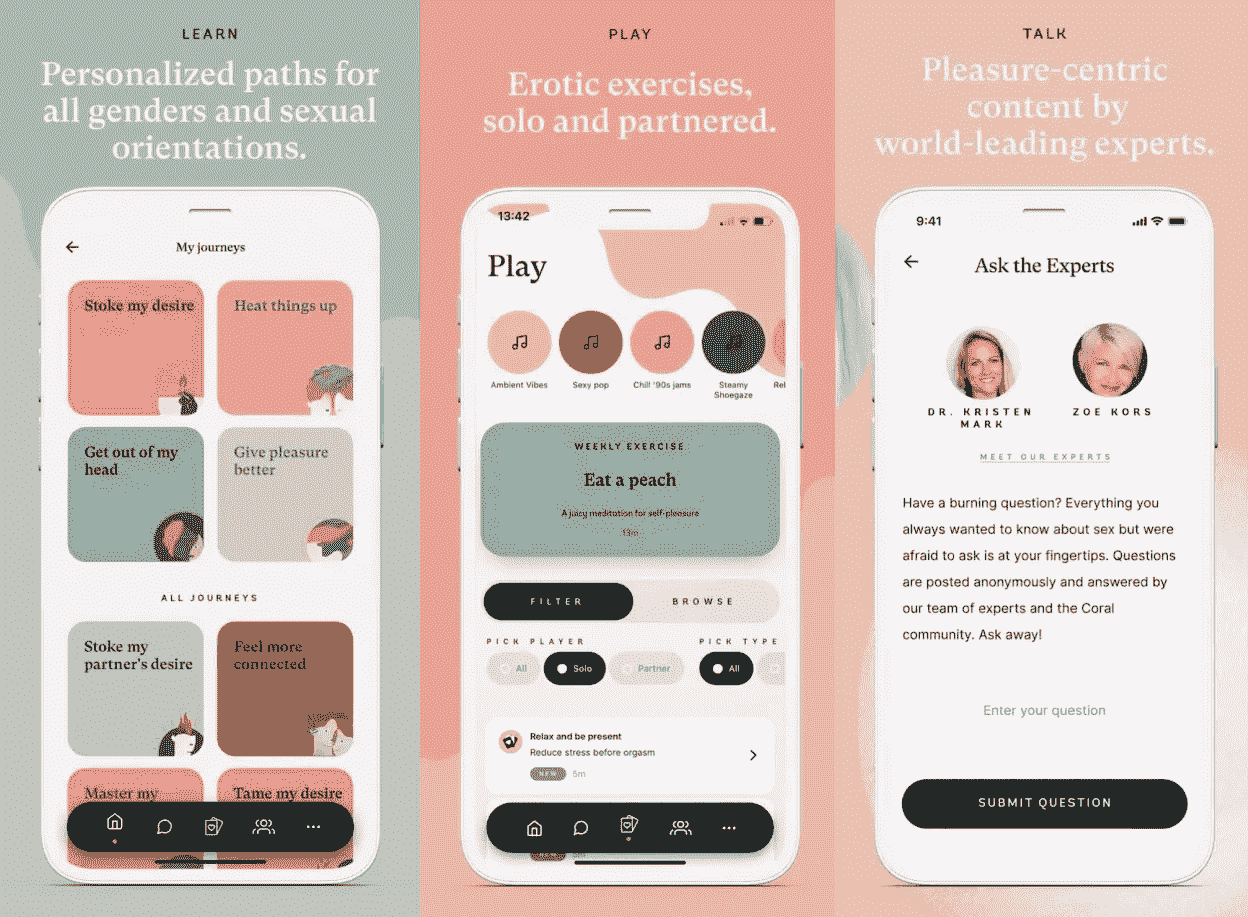 LEARN
Personalized paths for
all genders and sexual
orientations.
My journeys
Stoke my desire
Heat things up
Get out of my
head
Give pleasure
better
ALL JOURNEYS
Stoke my
partner's desire
Feel more
connected
Master my
Tame my desire
PLAY
Erotic exercises,
solo and partnered.
13:42
Play
Ambient Vibes
Sexy pop
Chill '90s jams
Steamy
Shoegaze
Rel
WEEKLY EXERCISE
Eat a peach
A juicy meditation for self-pleasure
13m
FILTER
BROWSE
PICK PLAYER
PICK TYPE
All
Solo
Partner
All
Relax and be present
Reduce stress before orgasm
NEW
5m
NEW
5m
TALK
Pleasure-centric
content by
world-leading experts.
9:41
Ask the Experts
DR. KRISTEN
MARK
ZOE KORS
MEET OUR EXPERTS
Have a burning question? Everything you
always wanted to know about sex but were
afraid to ask is at your fingertips. Questions
are posted anonymously and answered by
our team of experts and the Coral
community. Ask away!
Enter your question
SUBMIT QUESTION